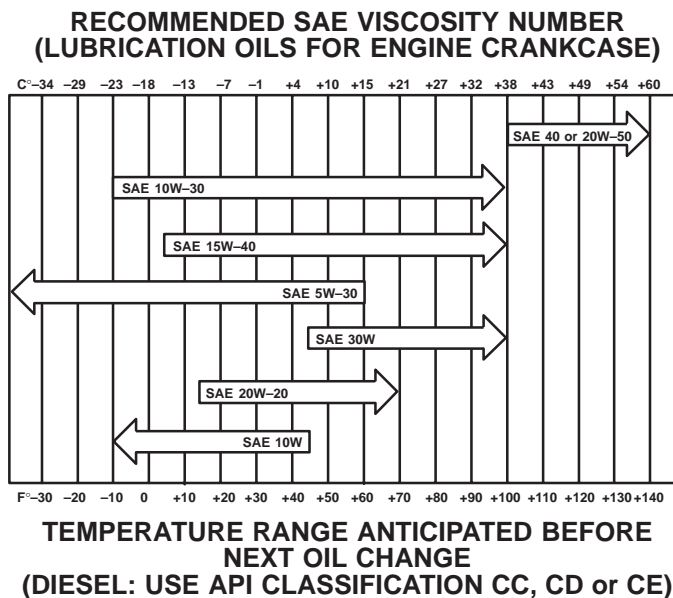 RECOMMENDED SAE VISCOSITY NUMBER
(LUBRICATION OILS FOR ENGINE CRANKCASE)
C°–34 –29 –23 –18 –13 –7 –1 +4 +10 +15 +21 +27 +32 +38 +43 +49 +54 +60
SAE 40 or 20W–50
SAE 10W–30
SAE 15W–40
SAE 5W–30
SAE 30W
SAE 20W–20
SAE 10W
F°–30 –20 –10 0 +10 +20 +30 +40 +50 +60 +70 +80 +90 +100 +110 +120 +130 +140
TEMPERATURE RANGE ANTICIPATED BEFORE
NEXT OIL CHANGE
(DIESEL: USE API CLASSIFICATION CC, CD or CE)